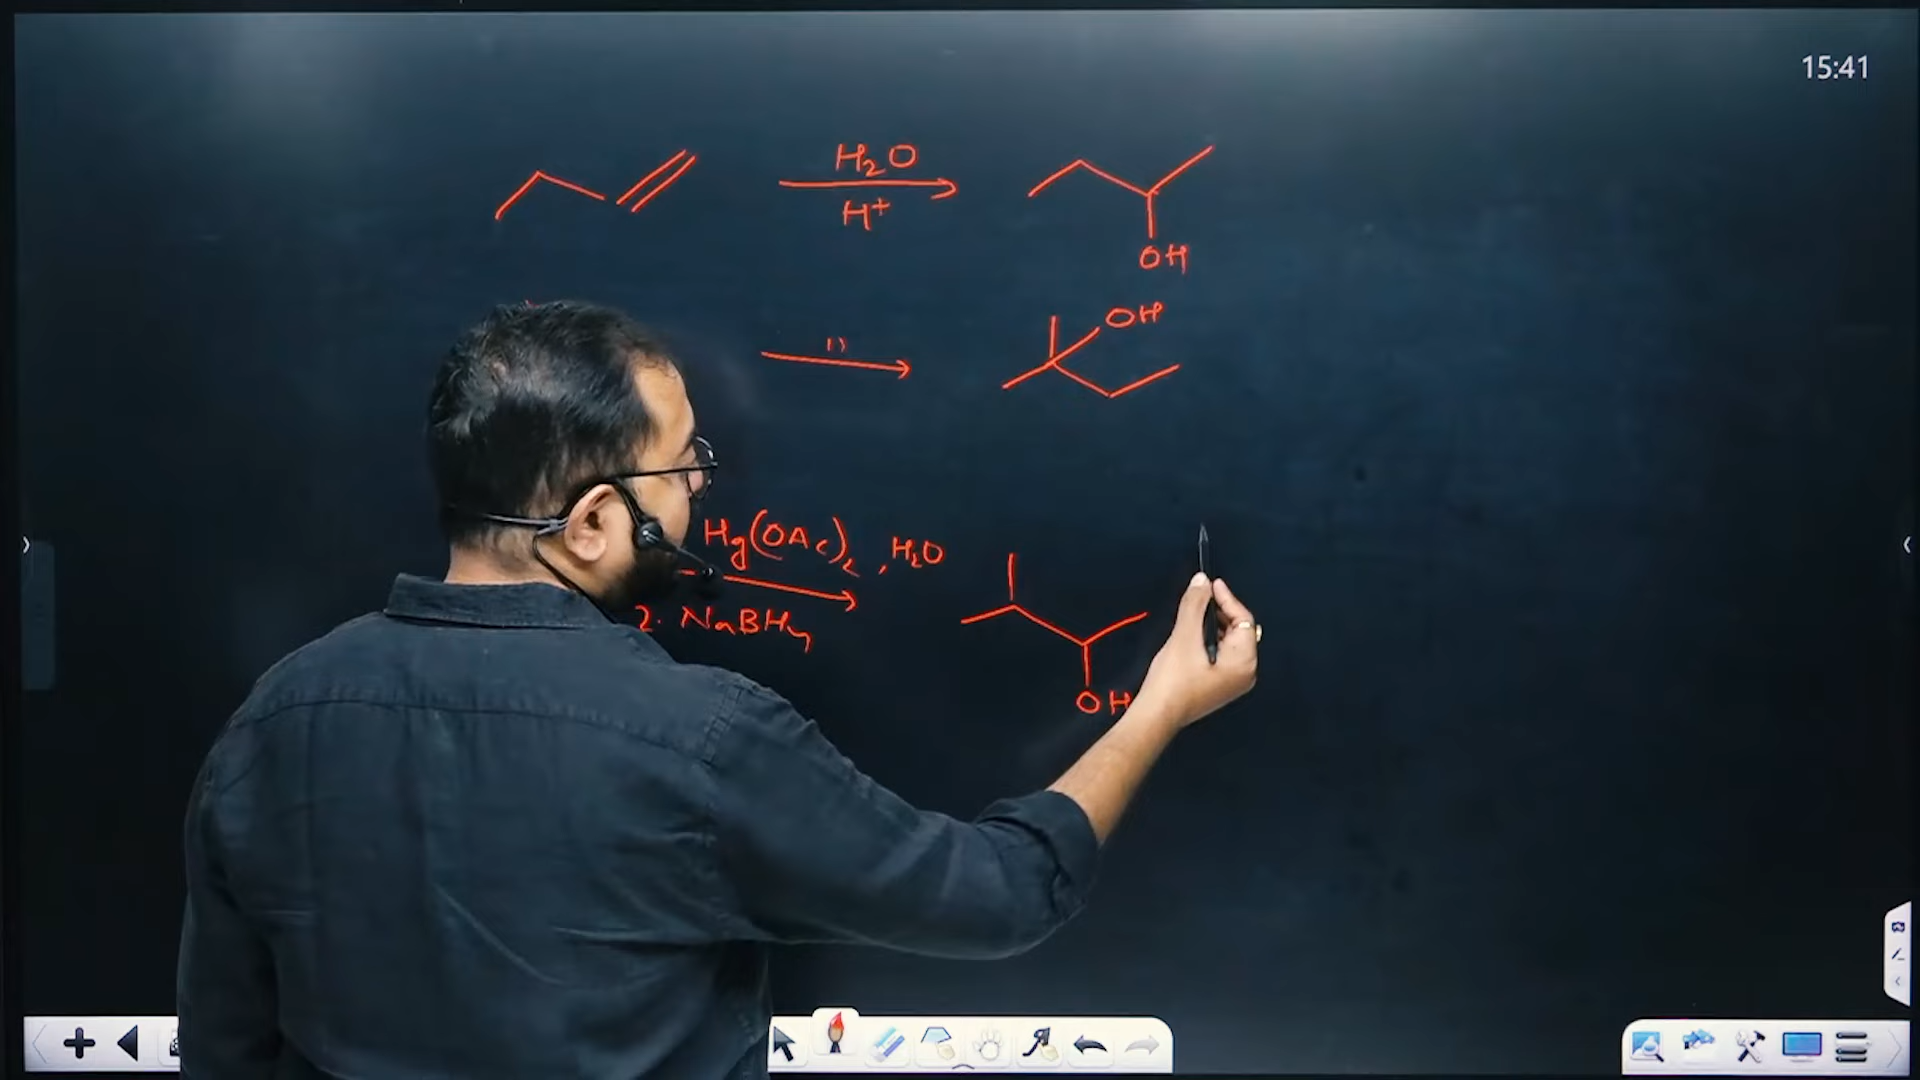 15:41
H₂O
H⁺
OH
OH
Hg(OAc)₂, H₂O
2. NaBH₄
OH